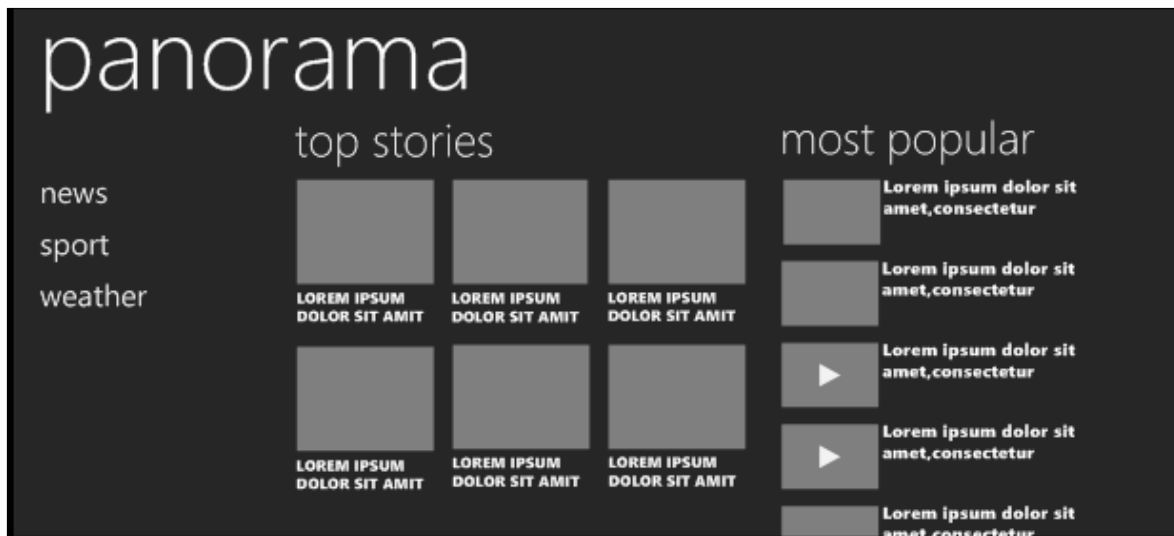 panorama
news
sport
weather
top stories
LOREM IPSUM
DOLOR SIT AMIT
LOREM IPSUM
DOLOR SIT AMIT
LOREM IPSUM
DOLOR SIT AMIT
LOREM IPSUM
DOLOR SIT AMIT
LOREM IPSUM
DOLOR SIT AMIT
LOREM IPSUM
DOLOR SIT AMIT
most popular
Lorem ipsum dolor sit
amet,consectetur
Lorem ipsum dolor sit
amet,consectetur
Lorem ipsum dolor sit
amet,consectetur
Lorem ipsum dolor sit
amet,consectetur
Lorem ipsum dolor sit
amet,consectetur